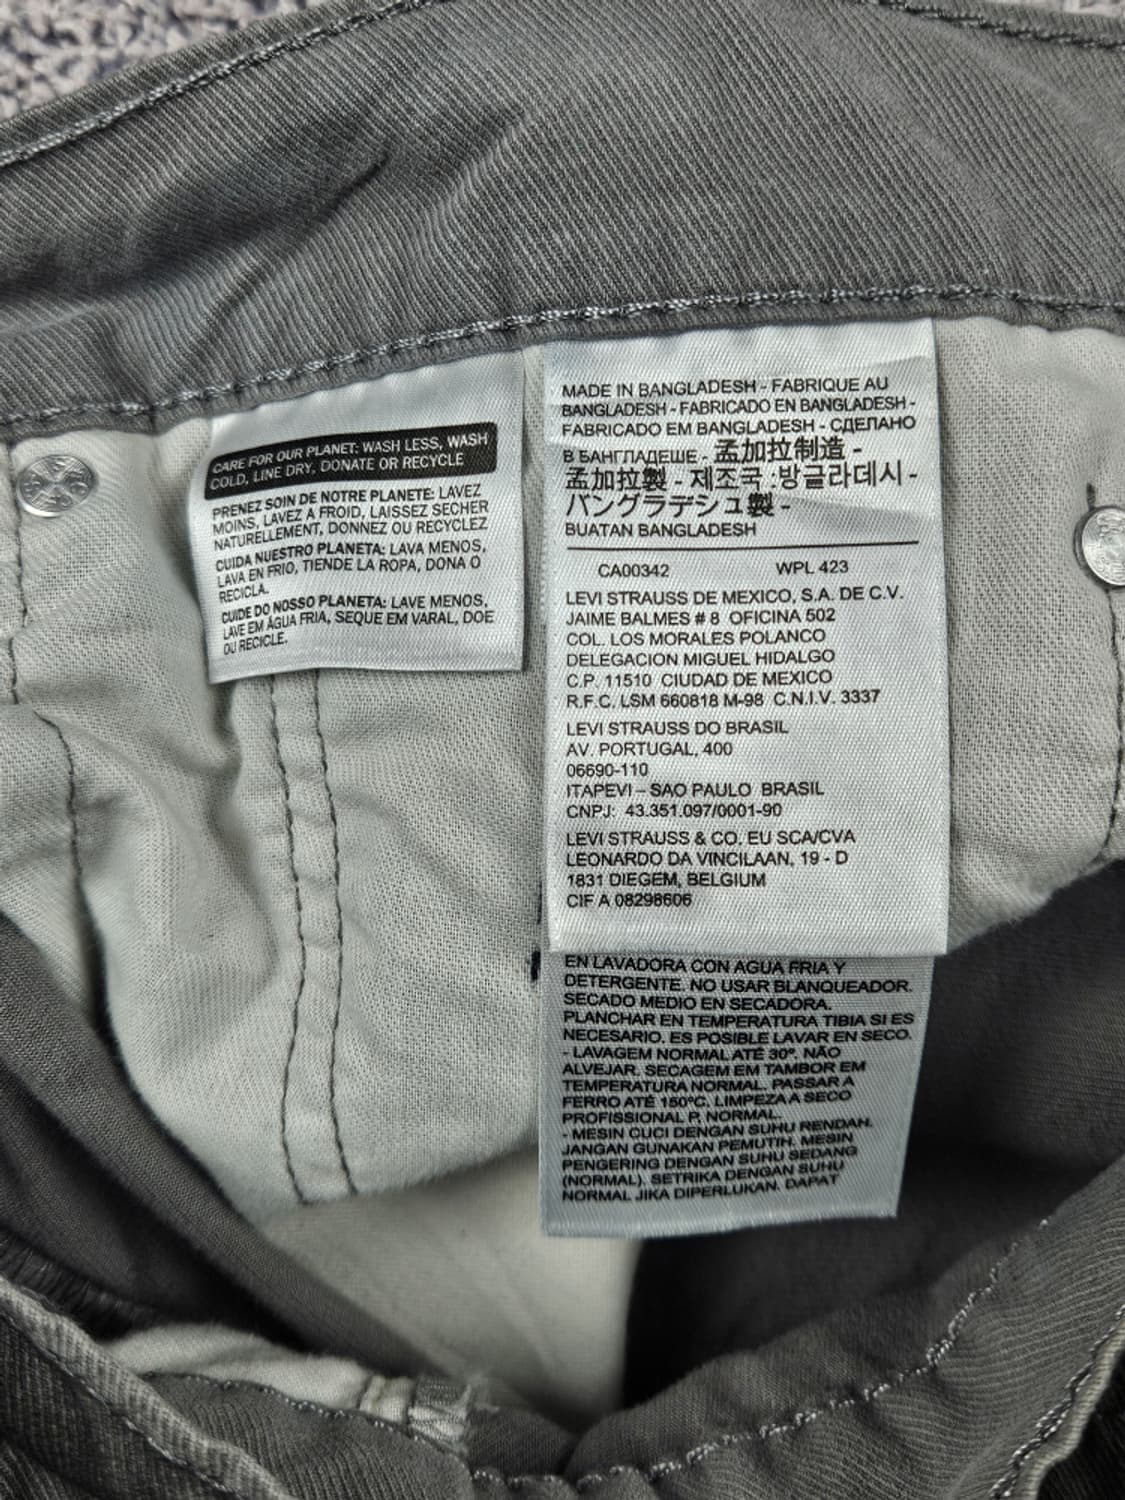 CARE FOR OUR PLANET: WASH LESS, WASH
COLD, LINE DRY, DONATE OR RECYCLE
PRENEZ SOIN DE NOTRE PLANETE: LAVEZ
MOINS, LAVEZ A FROID, LAISSEZ SECHER
NATURELLEMENT, DONNEZ OU RECYCLEZ
CUIDA NUESTRO PLANETA: LAVA MENOS,
LAVA EN FRIO, TIENDE LA ROPA, DONA O
RECICLA.
CUIDE DO NOSSO PLANETA: LAVE MENOS,
LAVE EM ÁGUA FRIA, SEQUE EM VARAL, DOE
OU RECICLE.
MADE IN BANGLADESH - FABRIQUE AU
BANGLADESH - FABRICADO EN BANGLADESH -
FABRICADO EM BANGLADESH - СДЕЛАНО
В БАНГЛАДЕШЕ - 孟加拉制造 -
孟加拉製 - 제조국 :방글라데시 -
バングラデシュ製 -
BUATAN BANGLADESH
CA00342 WPL 423
LEVI STRAUSS DE MEXICO, S.A. DE C.V.
JAIME BALMES # 8 OFICINA 502
COL. LOS MORALES POLANCO
DELEGACION MIGUEL HIDALGO
C.P. 11510 CIUDAD DE MEXICO
R.F.C. LSM 660818 M-98 C.N.I.V. 3337
LEVI STRAUSS DO BRASIL
AV. PORTUGAL, 400
06690-110
ITAPEVI – SAO PAULO BRASIL
CNPJ: 43.351.097/0001-90
LEVI STRAUSS & CO. EU SCA/CVA
LEONARDO DA VINCILAAN, 19 - D
1831 DIEGEM, BELGIUM
CIF A 08298606
EN LAVADORA CON AGUA FRIA Y
DETERGENTE. NO USAR BLANQUEADOR.
SECADO MEDIO EN SECADORA.
PLANCHAR EN TEMPERATURA TIBIA SI ES
NECESARIO. ES POSIBLE LAVAR EN SECO.
- LAVAGEM NORMAL ATÉ 30°. NÃO
ALVEJAR. SECAGEM EM TAMBOR EM
TEMPERATURA NORMAL. PASSAR A
FERRO ATÉ 150°C. LIMPEZA A SECO
PROFISSIONAL P, NORMAL.
- MESIN CUCI DENGAN SUHU RENDAH.
JANGAN GUNAKAN PEMUTIH. MESIN
PENGERING DENGAN SUHU SEDANG
(NORMAL). SETRIKA DENGAN SUHU
NORMAL JIKA DIPERLUKAN. DAPAT